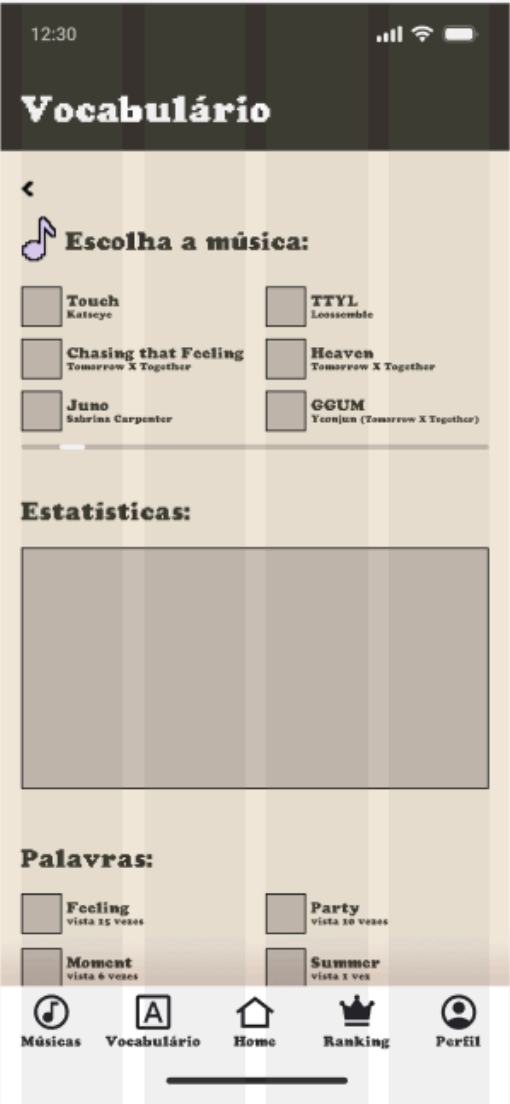 12:30
Vocabulário
Escolha a música:
Touch
Katseye
TTYL
Loossemble
Chasing that Feeling
Tomorrow X Together
Heaven
Tomorrow X Together
Juno
Sabrina Carpenter
GGUM
Yeonjun (Tomorrow X Together)
Estatísticas:
Palavras:
Feeling
vista 15 vezes
Party
vista 10 vezes
Moment
vista 6 vezes
Summer
vista 1 vez
Músicas
Vocabulário
Home
Ranking
Perfil